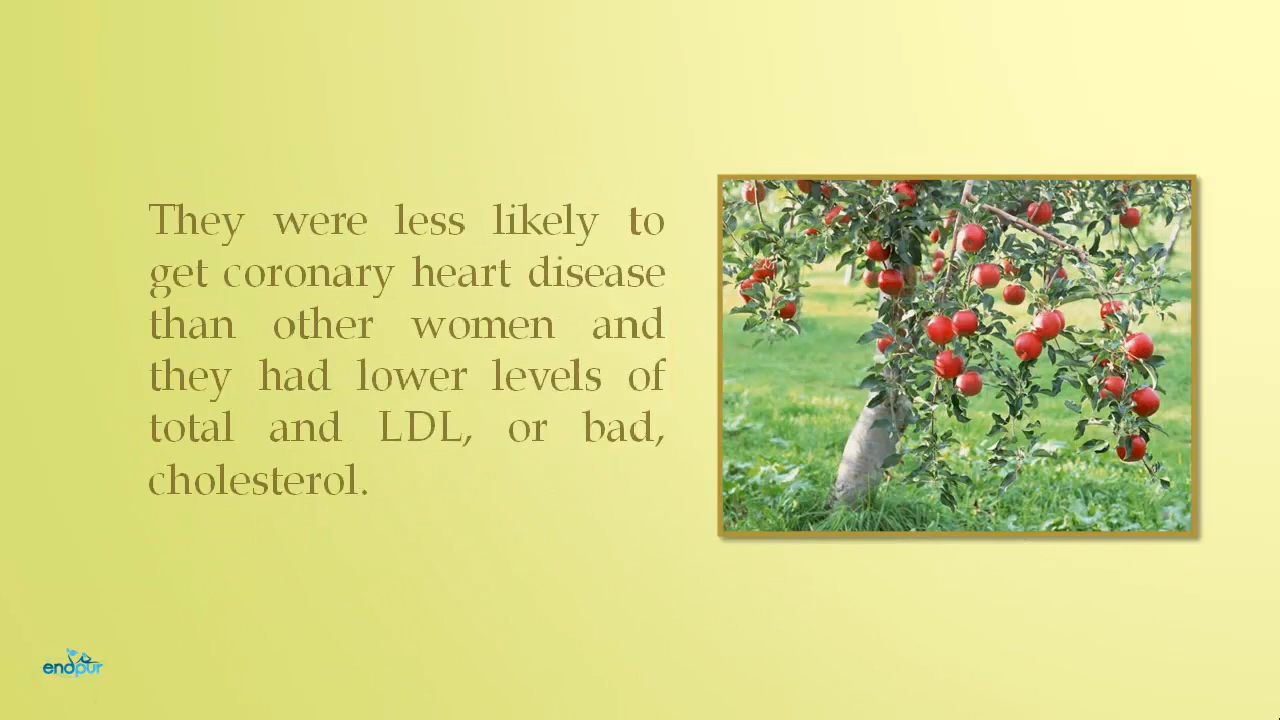 They were less likely to
get coronary heart disease
than other women and
they had lower levels of
total and LDL, or bad,
cholesterol.
endpur